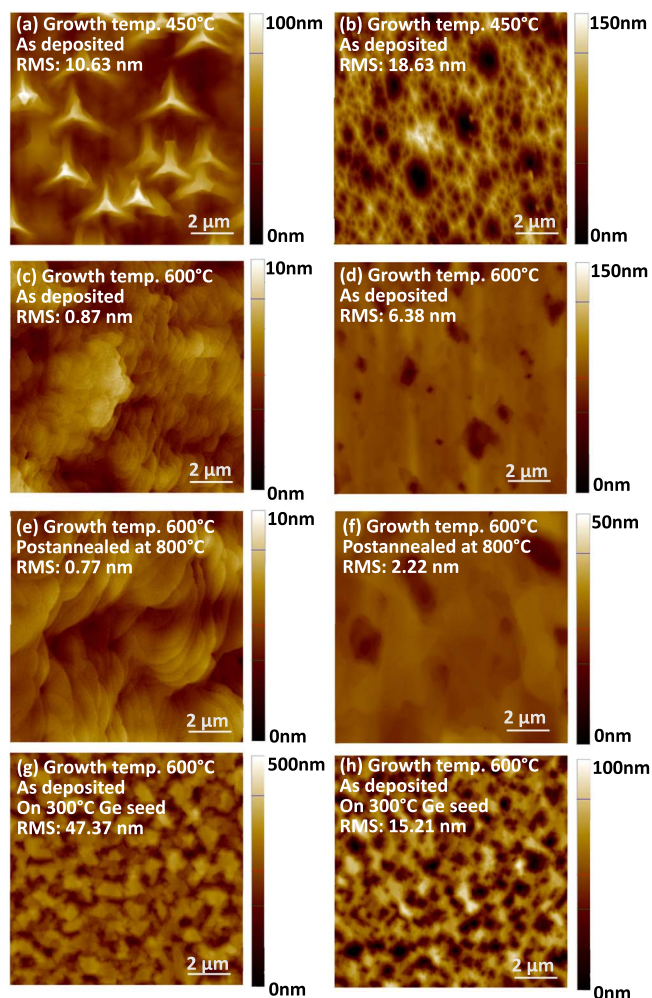 (a) Growth temp. 450°C
As deposited
RMS: 10.63 nm
2 μm
100nm
0nm
(b) Growth temp. 450°C
As deposited
RMS: 18.63 nm
2 μm
150nm
0nm
(c) Growth temp. 600°C
As deposited
RMS: 0.87 nm
2 μm
10nm
0nm
(d) Growth temp. 600°C
As deposited
RMS: 6.38 nm
2 μm
150nm
0nm
(e) Growth temp. 600°C
Postannealed at 800°C
RMS: 0.77 nm
2 μm
10nm
0nm
(f) Growth temp. 600°C
Postannealed at 800°C
RMS: 2.22 nm
2 μm
50nm
0nm
(g) Growth temp. 600°C
As deposited
On 300°C Ge seed
RMS: 47.37 nm
2 μm
500nm
0nm
(h) Growth temp. 600°C
As deposited
On 300°C Ge seed
RMS: 15.21 nm
2 μm
100nm
0nm